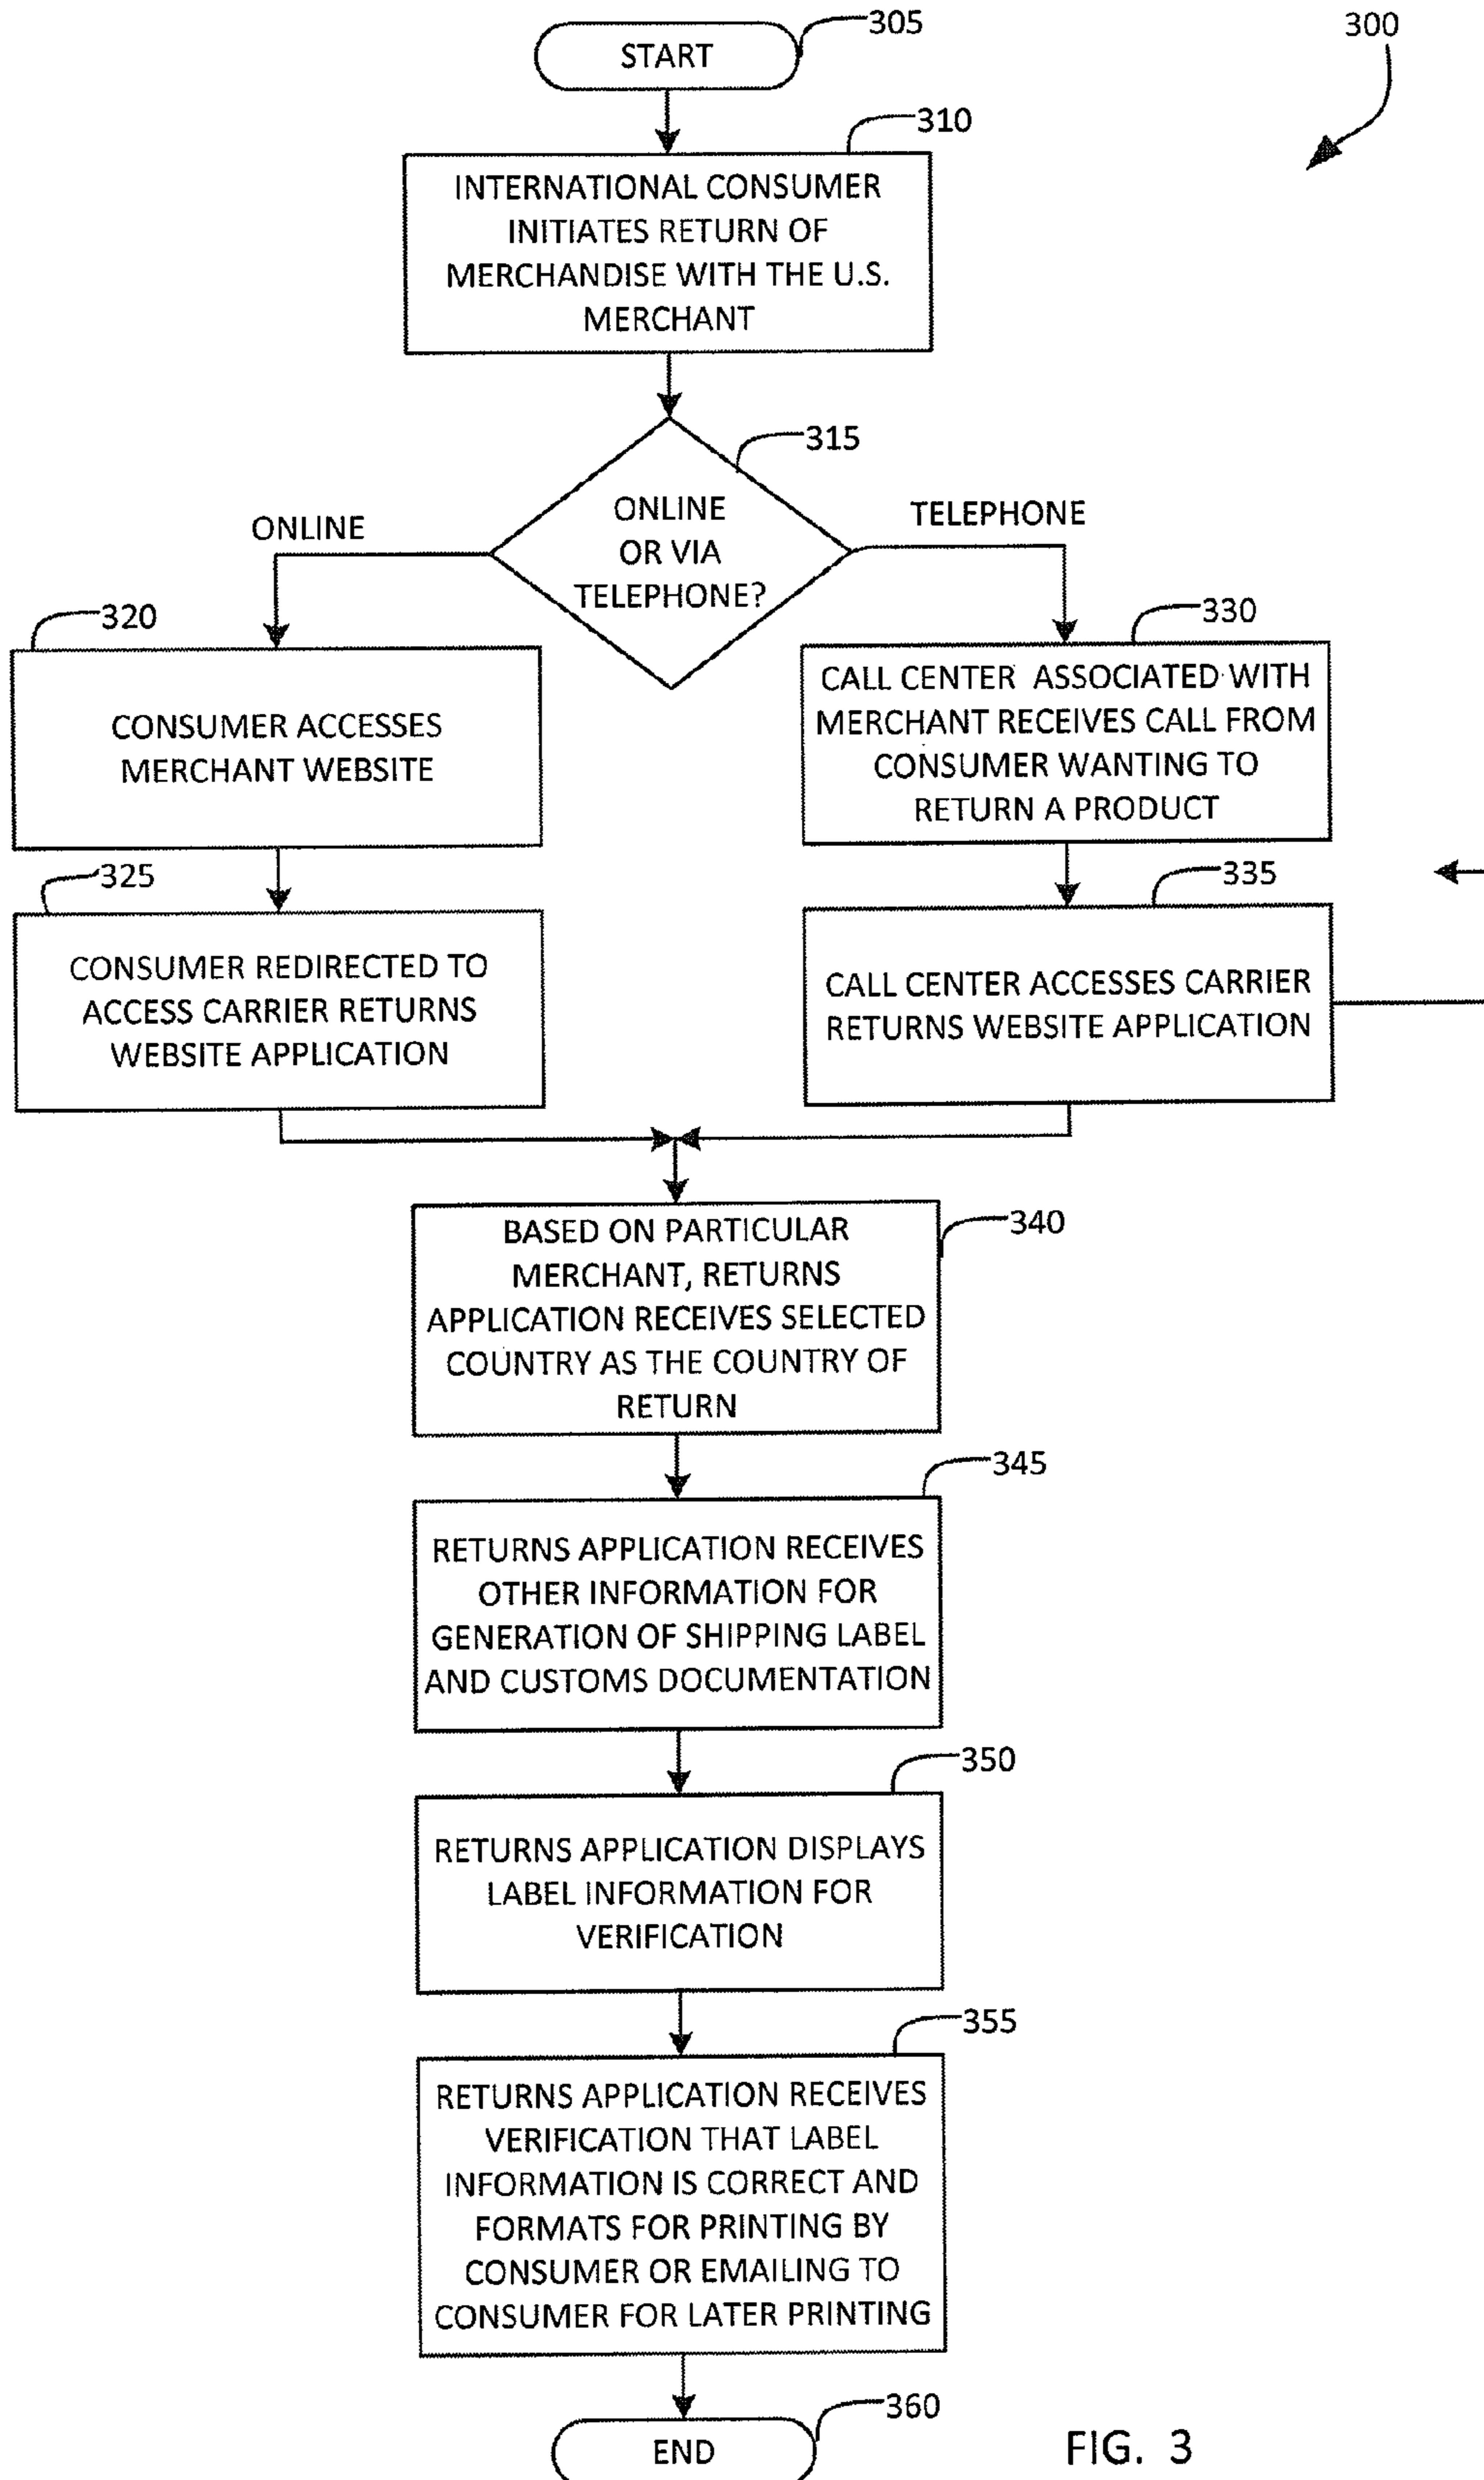 305
300
START
310
INTERNATIONAL CONSUMER
INITIATES RETURN OF
MERCHANDISE WITH THE U.S.
MERCHANT
315
ONLINE
OR VIA
TELEPHONE?
ONLINE
TELEPHONE
320
CONSUMER ACCESSES
MERCHANT WEBSITE
330
CALL CENTER ASSOCIATED WITH
MERCHANT RECEIVES CALL FROM
CONSUMER WANTING TO
RETURN A PRODUCT
325
CONSUMER REDIRECTED TO
ACCESS CARRIER RETURNS
WEBSITE APPLICATION
335
CALL CENTER ACCESSES CARRIER
RETURNS WEBSITE APPLICATION
340
BASED ON PARTICULAR
MERCHANT, RETURNS
APPLICATION RECEIVES SELECTED
COUNTRY AS THE COUNTRY OF
RETURN
345
RETURNS APPLICATION RECEIVES
OTHER INFORMATION FOR
GENERATION OF SHIPPING LABEL
AND CUSTOMS DOCUMENTATION
350
RETURNS APPLICATION DISPLAYS
LABEL INFORMATION FOR
VERIFICATION
355
RETURNS APPLICATION RECEIVES
VERIFICATION THAT LABEL
INFORMATION IS CORRECT AND
FORMATS FOR PRINTING BY
CONSUMER OR EMAILING TO
CONSUMER FOR LATER PRINTING
360
END
FIG. 3